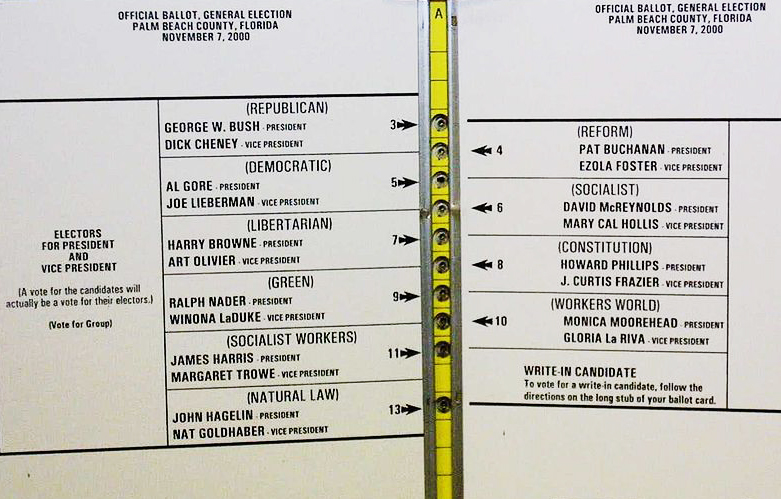 OFFICIAL BALLOT, GENERAL ELECTION
PALM BEACH COUNTY, FLORIDA
NOVEMBER 7, 2000
ELECTORS
FOR PRESIDENT
AND
VICE PRESIDENT
(A vote for the candidates will
actually be a vote for their electors.)
(Vote for Group)
(REPUBLICAN)
GEORGE W. BUSH - PRESIDENT
DICK CHENEY - VICE PRESIDENT
3
(DEMOCRATIC)
AL GORE - PRESIDENT
JOE LIEBERMAN - VICE PRESIDENT
5
(LIBERTARIAN)
HARRY BROWNE - PRESIDENT
ART OLIVIER - VICE PRESIDENT
7
(GREEN)
RALPH NADER - PRESIDENT
WINONA LaDUKE - VICE PRESIDENT
9
(SOCIALIST WORKERS)
JAMES HARRIS - PRESIDENT
MARGARET TROWE - VICE PRESIDENT
11
(NATURAL LAW)
JOHN HAGELIN - PRESIDENT
NAT GOLDHABER - VICE PRESIDENT
13
A
OFFICIAL BALLOT, GENERAL ELECTION
PALM BEACH COUNTY, FLORIDA
NOVEMBER 7, 2000
(REFORM)
4
PAT BUCHANAN - PRESIDENT
EZOLA FOSTER - VICE PRESIDENT
(SOCIALIST)
6
DAVID McREYNOLDS - PRESIDENT
MARY CAL HOLLIS - VICE PRESIDENT
(CONSTITUTION)
8
HOWARD PHILLIPS - PRESIDENT
J. CURTIS FRAZIER - VICE PRESIDENT
(WORKERS WORLD)
10
MONICA MOOREHEAD - PRESIDENT
GLORIA La RIVA - VICE PRESIDENT
WRITE-IN CANDIDATE
To vote for a write-in candidate, follow the
directions on the long stub of your ballot card.